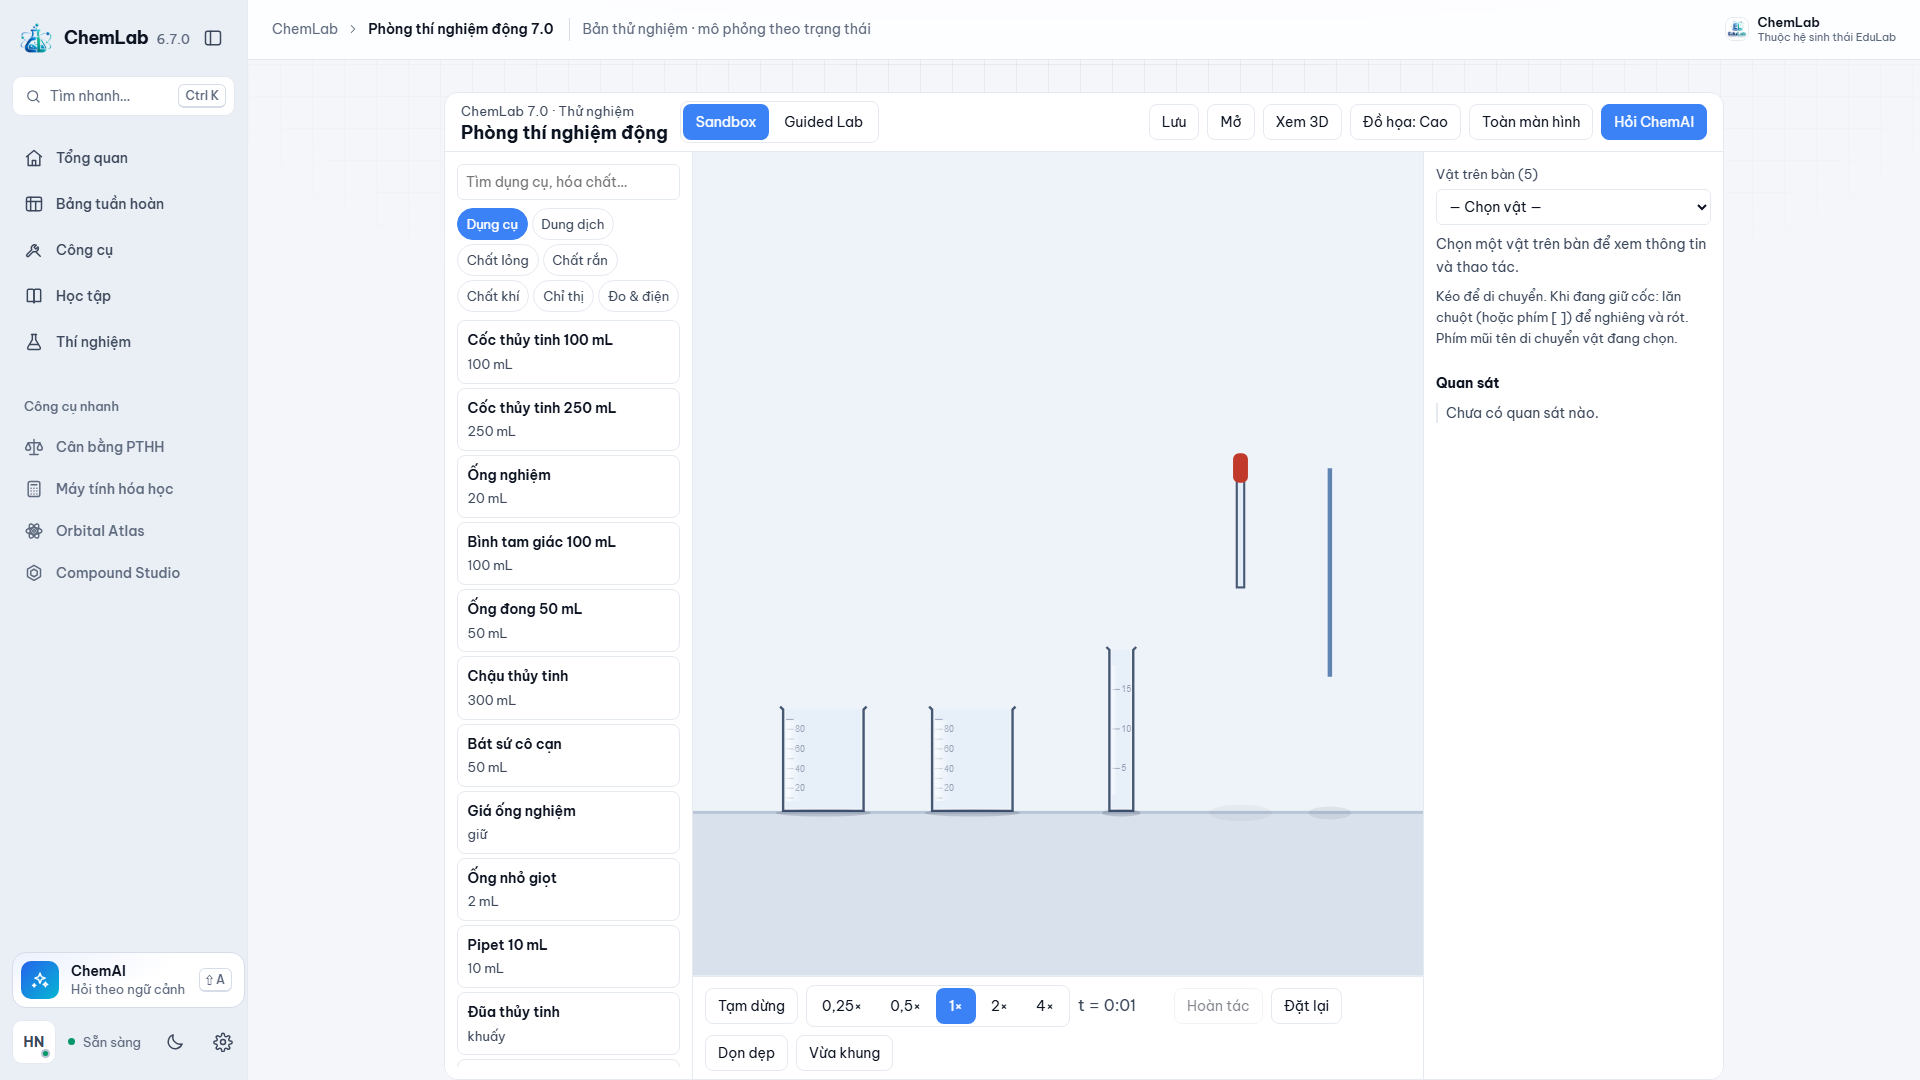 ChemLab 6.7.0
Tìm nhanh... Ctrl K
Tổng quan
Bảng tuần hoàn
Công cụ
Học tập
Thí nghiệm
Công cụ nhanh
Cân bằng PTHH
Máy tính hóa học
Orbital Atlas
Compound Studio
ChemAI
Hỏi theo ngữ cảnh
⇧ A
HN
Sẵn sàng
ChemLab > Phòng thí nghiệm động 7.0
Bản thử nghiệm · mô phỏng theo trạng thái
ChemLab
Thuộc hệ sinh thái EduLab
ChemLab 7.0 · Thử nghiệm
Phòng thí nghiệm động
Sandbox
Guided Lab
Lưu
Mở
Xem 3D
Đồ họa: Cao
Toàn màn hình
Hỏi ChemAI
Tìm dụng cụ, hóa chất...
Dụng cụ
Dung dịch
Chất lỏng
Chất rắn
Chất khí
Chỉ thị
Đo & điện
Cốc thủy tinh 100 mL
100 mL
Cốc thủy tinh 250 mL
250 mL
Ống nghiệm
20 mL
Bình tam giác 100 mL
100 mL
Ống đong 50 mL
50 mL
Chậu thủy tinh
300 mL
Bát sứ cô cạn
50 mL
Giá ống nghiệm
giữ
Ống nhỏ giọt
2 mL
Pipet 10 mL
10 mL
Đũa thủy tinh
khuấy
80
60
40
20
80
60
40
20
15
10
5
Tạm dừng
0,25×
0,5×
1×
2×
4×
t = 0:01
Hoàn tác
Đặt lại
Dọn dẹp
Vừa khung
Vật trên bàn (5)
— Chọn vật —
Chọn một vật trên bàn để xem thông tin
và thao tác.
Kéo để di chuyển. Khi đang giữ cốc: lăn
chuột (hoặc phím [ ]) để nghiêng và rót.
Phím mũi tên di chuyển vật đang chọn.
Quan sát
Chưa có quan sát nào.